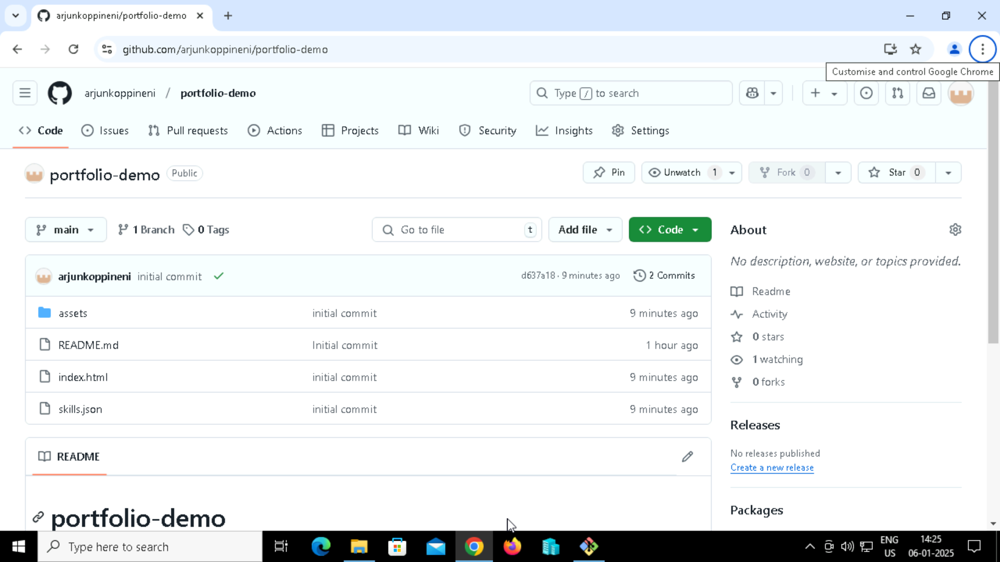 arjunkoppineni/portfolio-demo
github.com/arjunkoppineni/portfolio-demo
Customise and control Google Chrome
arjunkoppineni / portfolio-demo
Type / to search
Code Issues Pull requests Actions Projects Wiki Security Insights Settings
portfolio-demo Public
Pin Unwatch 1 Fork 0 Star 0
main 1 Branch 0 Tags Go to file t Add file Code
About
No description, website, or topics provided.
arjunkoppineni initial commit d637a18 · 9 minutes ago 2 Commits
assets initial commit 9 minutes ago
README.md Initial commit 1 hour ago
index.html initial commit 9 minutes ago
skills.json initial commit 9 minutes ago
Readme
Activity
0 stars
1 watching
0 forks
Releases
No releases published
Create a new release
Packages
README
portfolio-demo
Type here to search
ENG
US
14:25
06-01-2025